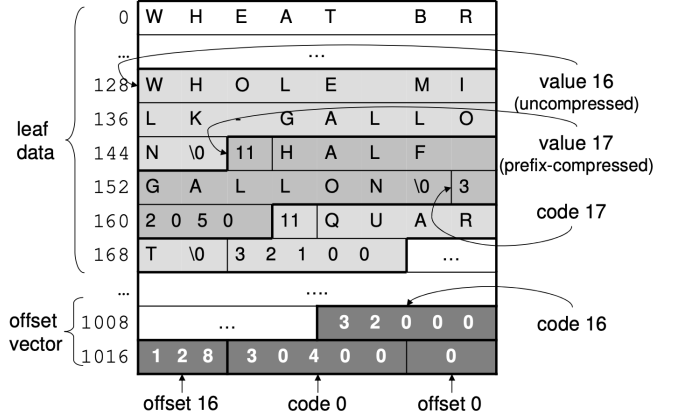 0 W H E A T B R
... ...
128 W H O L E M I
value 16
(uncompressed)
136 L K - G A L L O
leaf
data
144 N \0 11 H A L F
value 17
(prefix-compressed)
152 G A L L O N \0 3
code 17
160 2 0 5 0 11 Q U A R
168 T \0 3 2 1 0 0 ...
... ....
offset
vector
1008 ... 3 2 0 0 0
code 16
1016 1 2 8 3 0 4 0 0 0
offset 16 code 0 offset 0